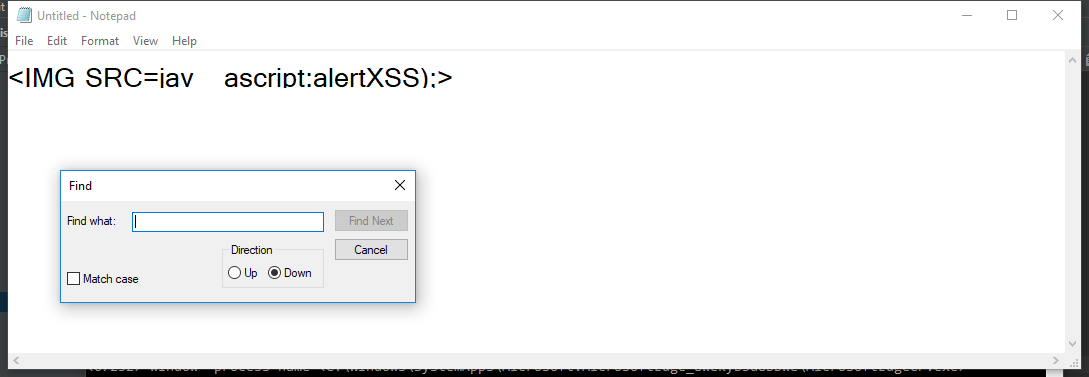 Untitled - Notepad
File Edit Format View Help
<IMG SRC=jav    ascript:alertXSS);>
Find
Find what:
Find Next
Cancel
Direction
Up Down
Match case